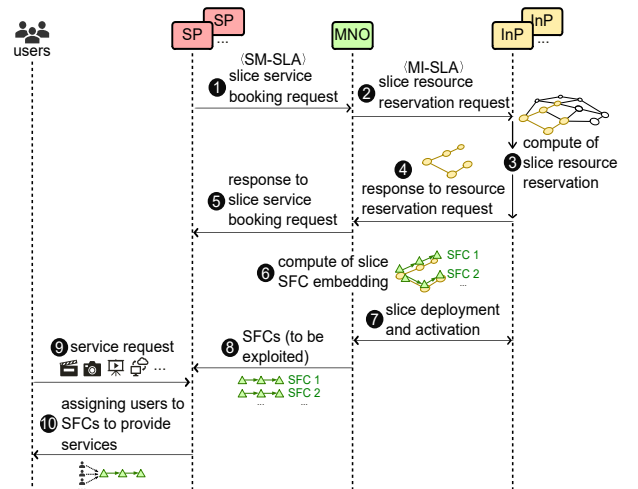 users
SP
SP
...
MNO
InP
InP
...
⟨SM-SLA⟩
1 slice service
booking request
⟨MI-SLA⟩
2 slice resource
reservation request
3 compute of
slice resource
reservation
4
response to resource
reservation request
5 response to
slice service
booking request
6 compute of slice
SFC embedding
SFC 1
SFC 2
...
7 slice deployment
and activation
8 SFCs (to be
exploited)
SFC 1
SFC 2
... ...
9 service request
...
10 assigning users to
SFCs to provide
services